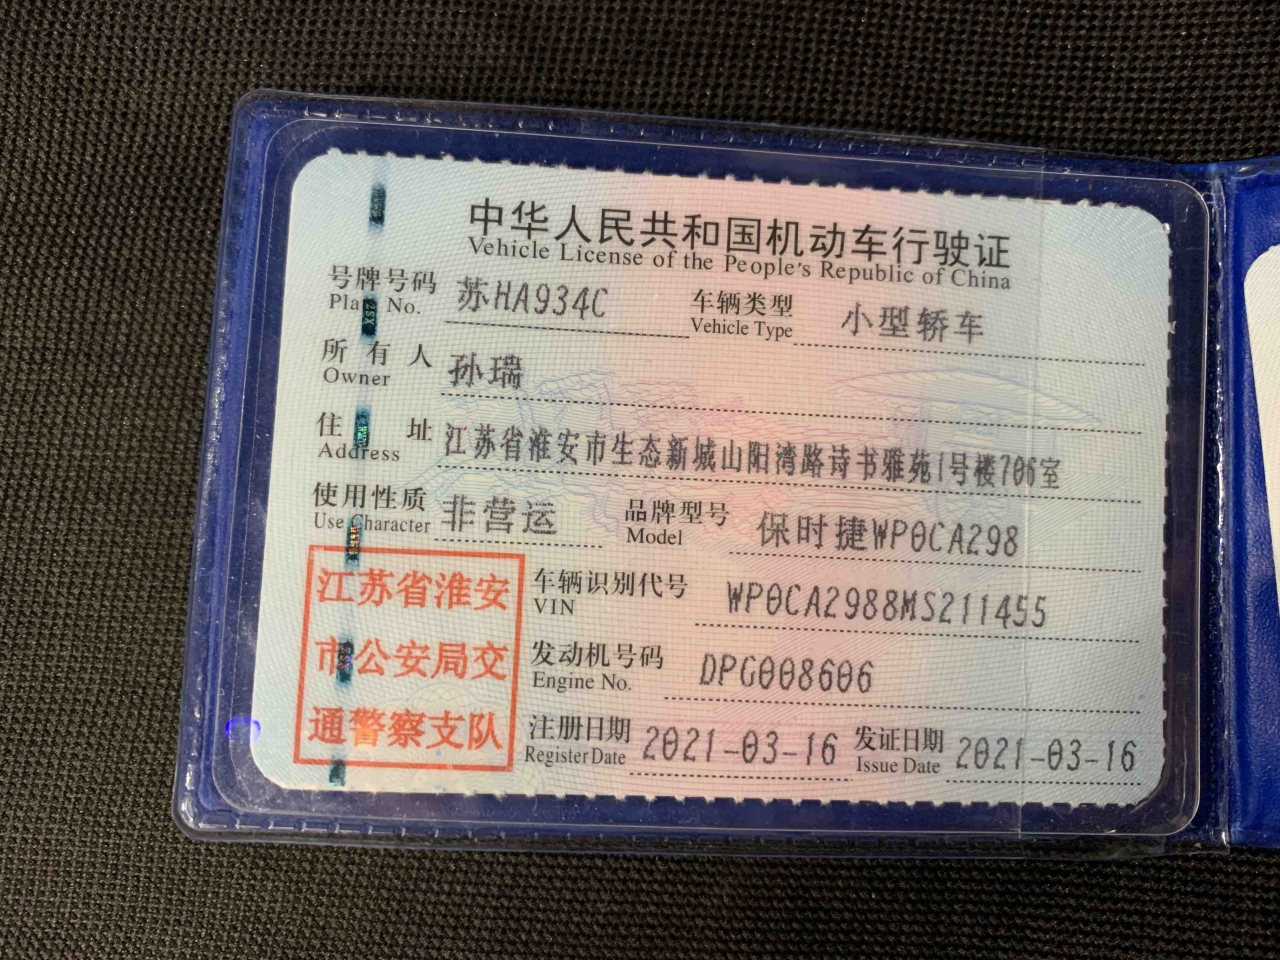 中华人民共和国机动车行驶证
Vehicle License of the People's Republic of China
号牌号码 苏HA934C 车辆类型 小型轿车
Plate No. Vehicle Type
所有人 孙瑞
Owner
住址 江苏省淮安市生态新城山阳湾路诗书雅苑1号楼706室
Address
使用性质 非营运 品牌型号 保时捷WP0CA298
Use Character Model
江苏省淮安
市公安局交
通警察支队
车辆识别代号 WP0CA2988MS211455
VIN
发动机号码 DPG008606
Engine No.
注册日期 2021-03-16 发证日期 2021-03-16
Register Date Issue Date